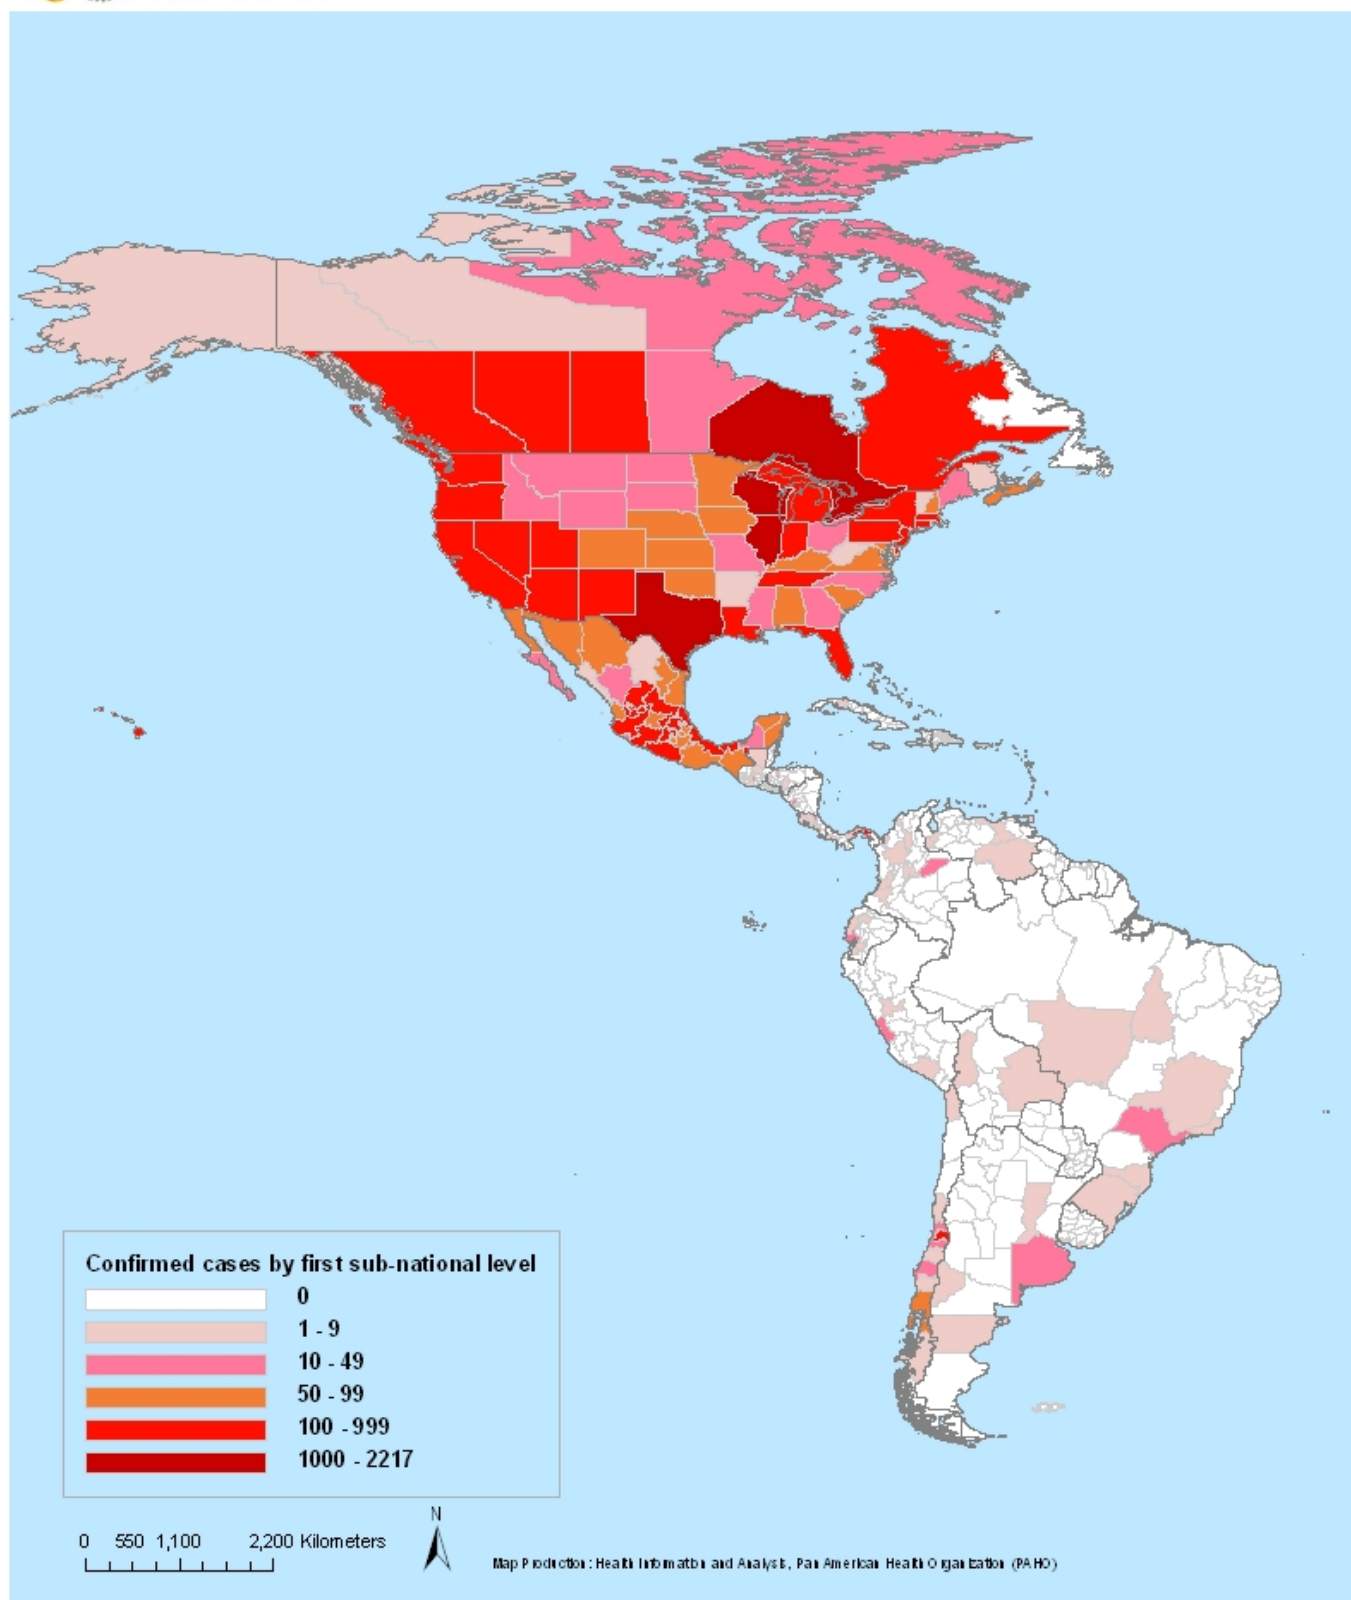 Confirmed cases by first sub-national level
0
1 - 9
10 - 49
50 - 99
100 - 999
1000 - 2217
N
0 550 1,100 2,200 Kilometers
Map Production: Health Information and Analysis, Pan American Health Organization (PAHO)